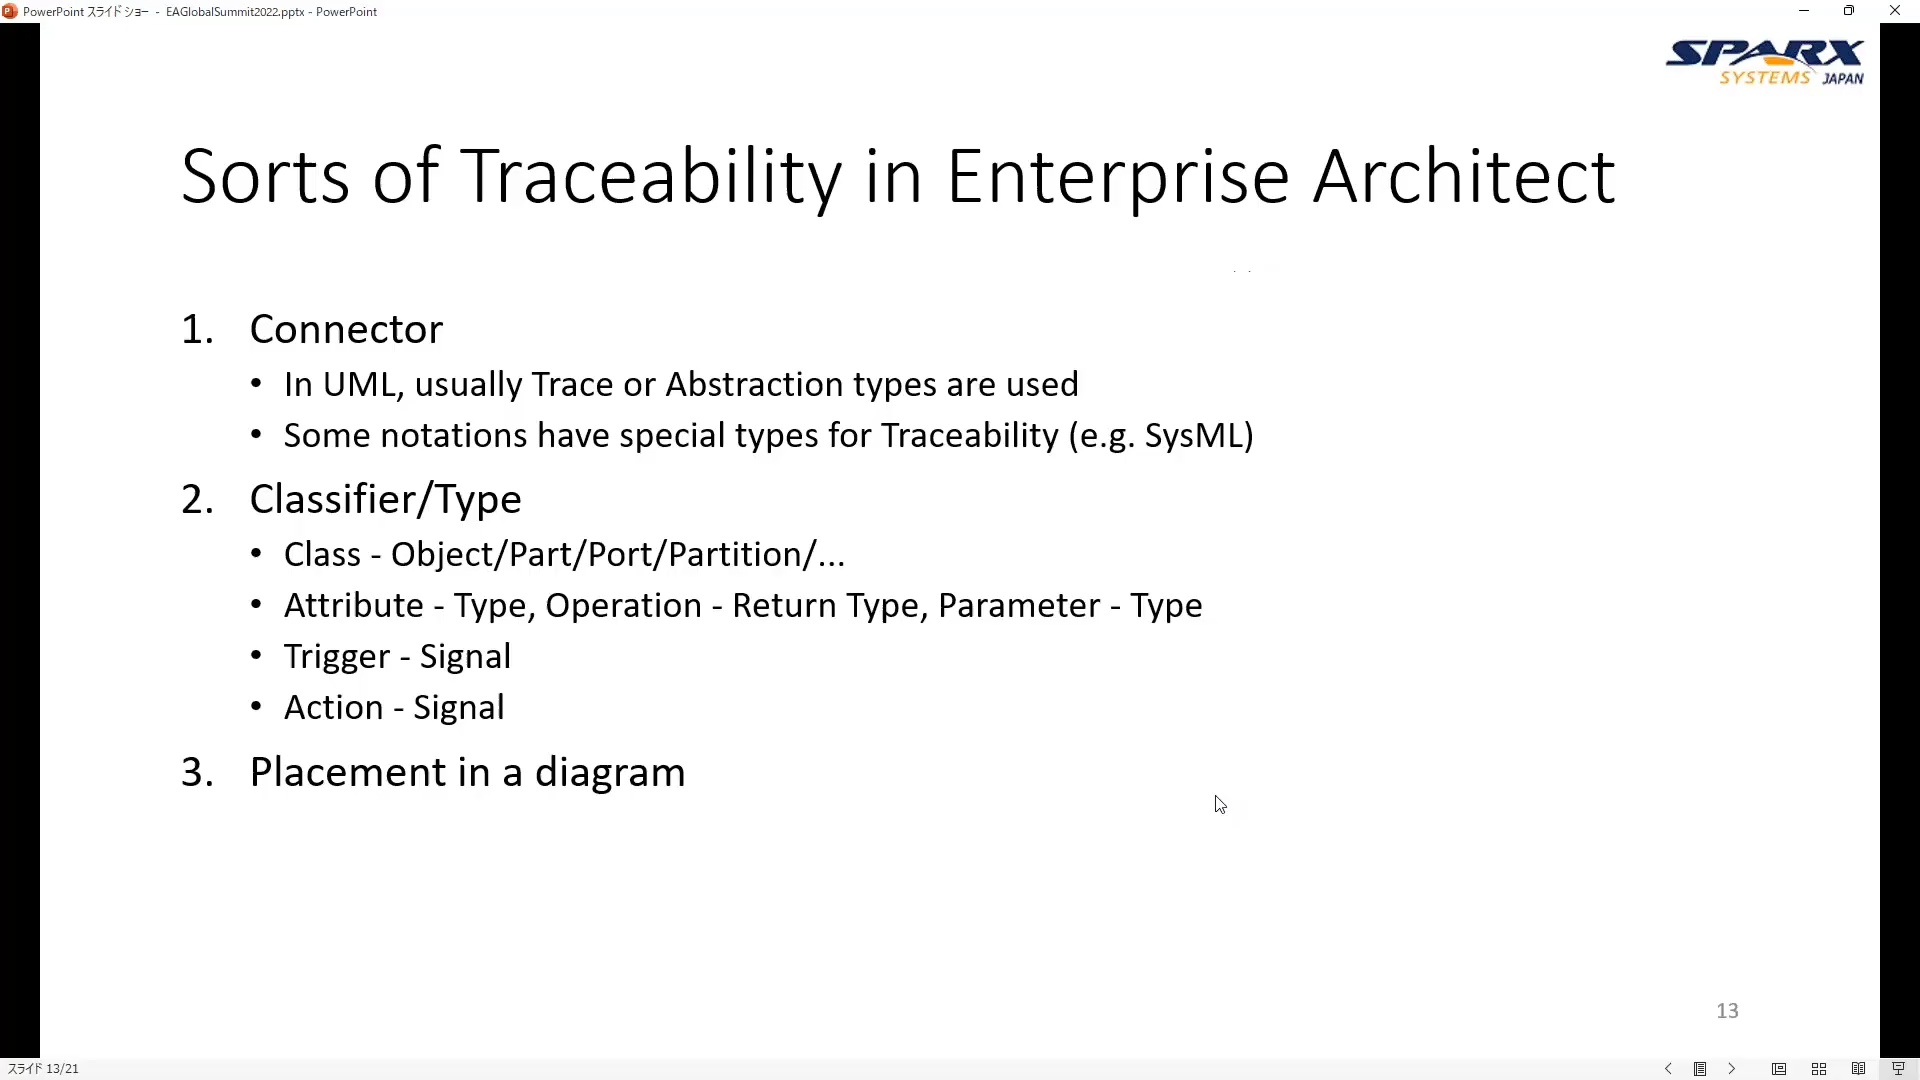 PowerPoint スライド ショー - EAGlobalSummit2022.pptx - PowerPoint
SPARX
SYSTEMS JAPAN
Sorts of Traceability in Enterprise Architect
1. Connector
• In UML, usually Trace or Abstraction types are used
• Some notations have special types for Traceability (e.g. SysML)
2. Classifier/Type
• Class - Object/Part/Port/Partition/...
• Attribute - Type, Operation - Return Type, Parameter - Type
• Trigger - Signal
• Action - Signal
3. Placement in a diagram
13
スライド 13/21